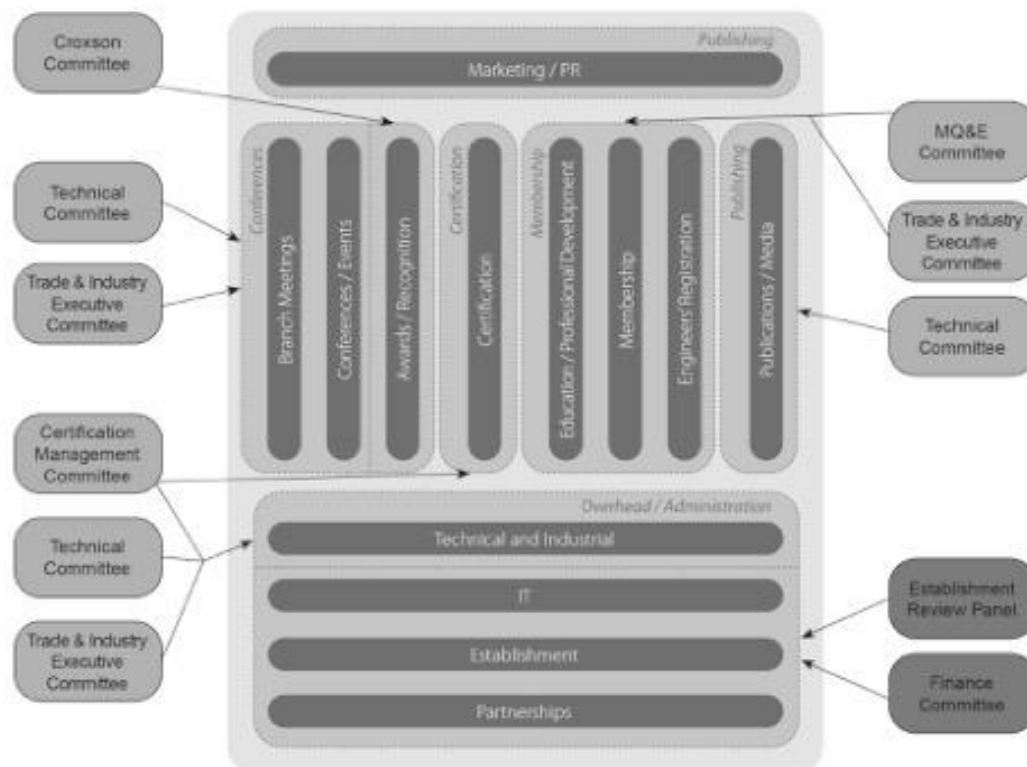 Croxson
Committee
Publishing
Marketing / PR
MQ&E
Committee
Technical
Committee
Trade & Industry
Executive
Committee
Conferences
Branch Meetings
Conferences / Events
Awards / Recognition
Certification
Certification
Membership
Education / Professional Development
Membership
Engineers' Registration
Publishing
Publications / Media
Trade & Industry
Executive
Committee
Technical
Committee
Certification
Management
Committee
Technical
Committee
Trade & Industry
Executive
Committee
Overhead / Administration
Technical and Industrial
IT
Establishment
Partnerships
Establishment
Review Panel
Finance
Committee